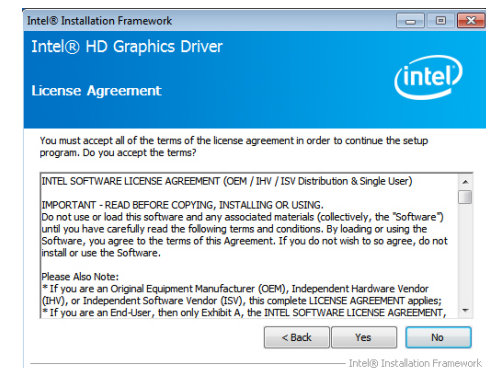 Intel® Installation Framework
Intel® HD Graphics Driver
intel
License Agreement
You must accept all of the terms of the license agreement in order to continue the setup
program. Do you accept the terms?
INTEL SOFTWARE LICENSE AGREEMENT (OEM / IHV / ISV Distribution & Single User)
IMPORTANT - READ BEFORE COPYING, INSTALLING OR USING.
Do not use or load this software and any associated materials (collectively, the "Software")
until you have carefully read the following terms and conditions. By loading or using the
Software, you agree to the terms of this Agreement. If you do not wish to so agree, do not
install or use the Software.
Please Also Note:
* If you are an Original Equipment Manufacturer (OEM), Independent Hardware Vendor
(IHV), or Independent Software Vendor (ISV), this complete LICENSE AGREEMENT applies;
* If you are an End-User, then only Exhibit A, the INTEL SOFTWARE LICENSE AGREEMENT,
< Back Yes No
Intel® Installation Framework